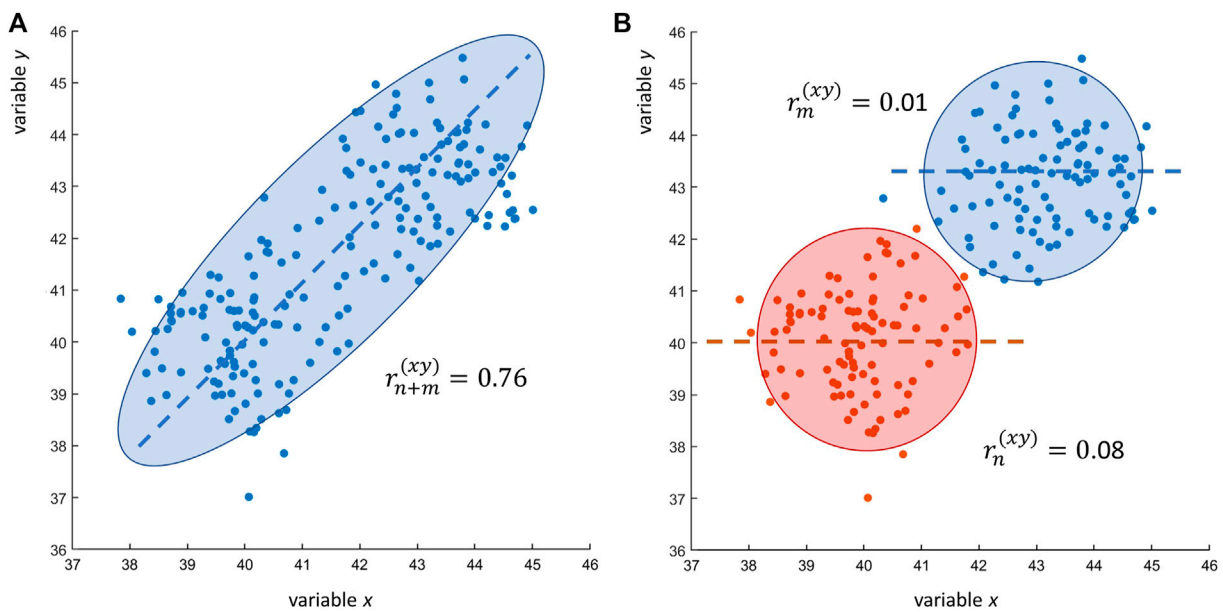 A
variable y
46
45
44
43
42
41
40
39
38
37
36
37 38 39 40 41 42 43 44 45 46
variable x
r_{n+m}^{(xy)} = 0.76
B
variable y
46
45
44
43
42
41
40
39
38
37
36
37 38 39 40 41 42 43 44 45 46
variable x
r_m^{(xy)} = 0.01
r_n^{(xy)} = 0.08